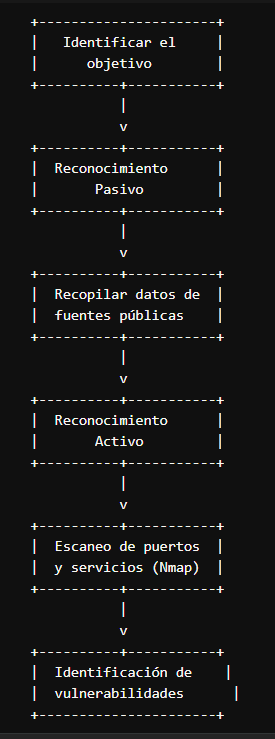 Identificar el
objetivo
v
Reconocimiento
Pasivo
v
Recopilar datos de
fuentes públicas
v
Reconocimiento
Activo
v
Escaneo de puertos
y servicios (Nmap)
v
Identificación de
vulnerabilidades